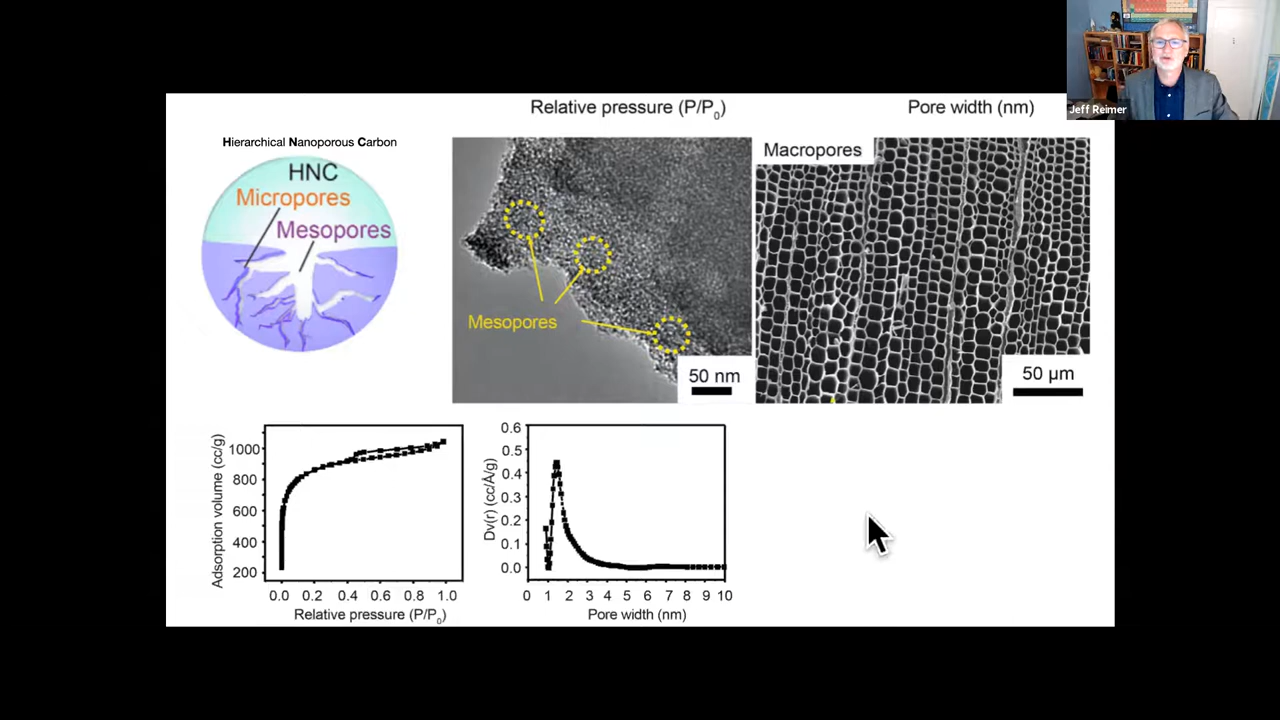 Jeff Reimer
Relative pressure (P/P0)
Pore width (nm)
Hierarchical Nanoporous Carbon
HNC
Micropores
Mesopores
Mesopores
50 nm
Macropores
50 µm
Adsorption volume (cc/g)
1000
800
600
400
200
0.0 0.2 0.4 0.6 0.8 1.0
Relative pressure (P/P0)
Dv(r) (cc/Å/g)
0.6
0.5
0.4
0.3
0.2
0.1
0.0
0 1 2 3 4 5 6 7 8 9 10
Pore width (nm)